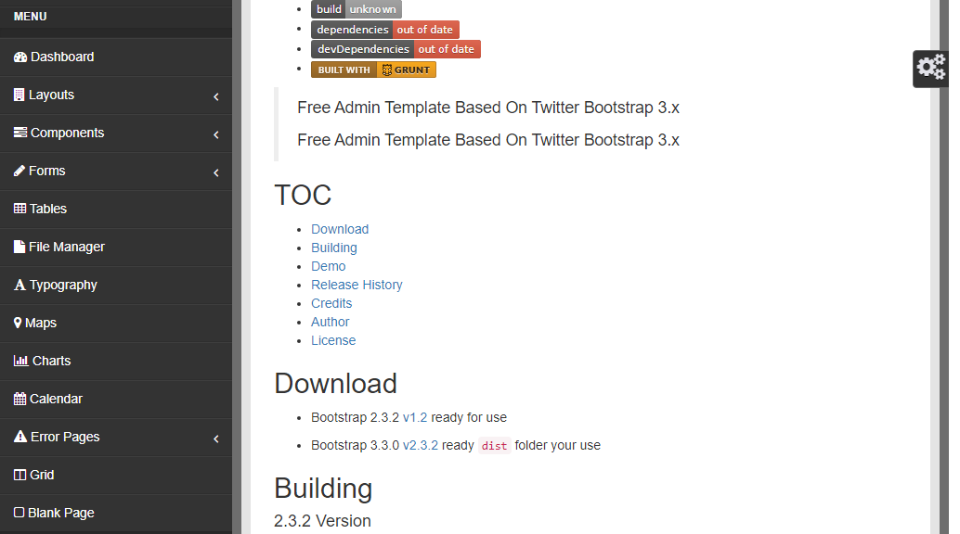 MENU
Dashboard
Layouts
Components
Forms
Tables
File Manager
Typography
Maps
Charts
Calendar
Error Pages
Grid
Blank Page
build unknown
dependencies out of date
devDependencies out of date
BUILT WITH GRUNT
Free Admin Template Based On Twitter Bootstrap 3.x
Free Admin Template Based On Twitter Bootstrap 3.x
TOC
Download
Building
Demo
Release History
Credits
Author
License
Download
Bootstrap 2.3.2 v1.2 ready for use
Bootstrap 3.3.0 v2.3.2 ready dist folder your use
Building
2.3.2 Version